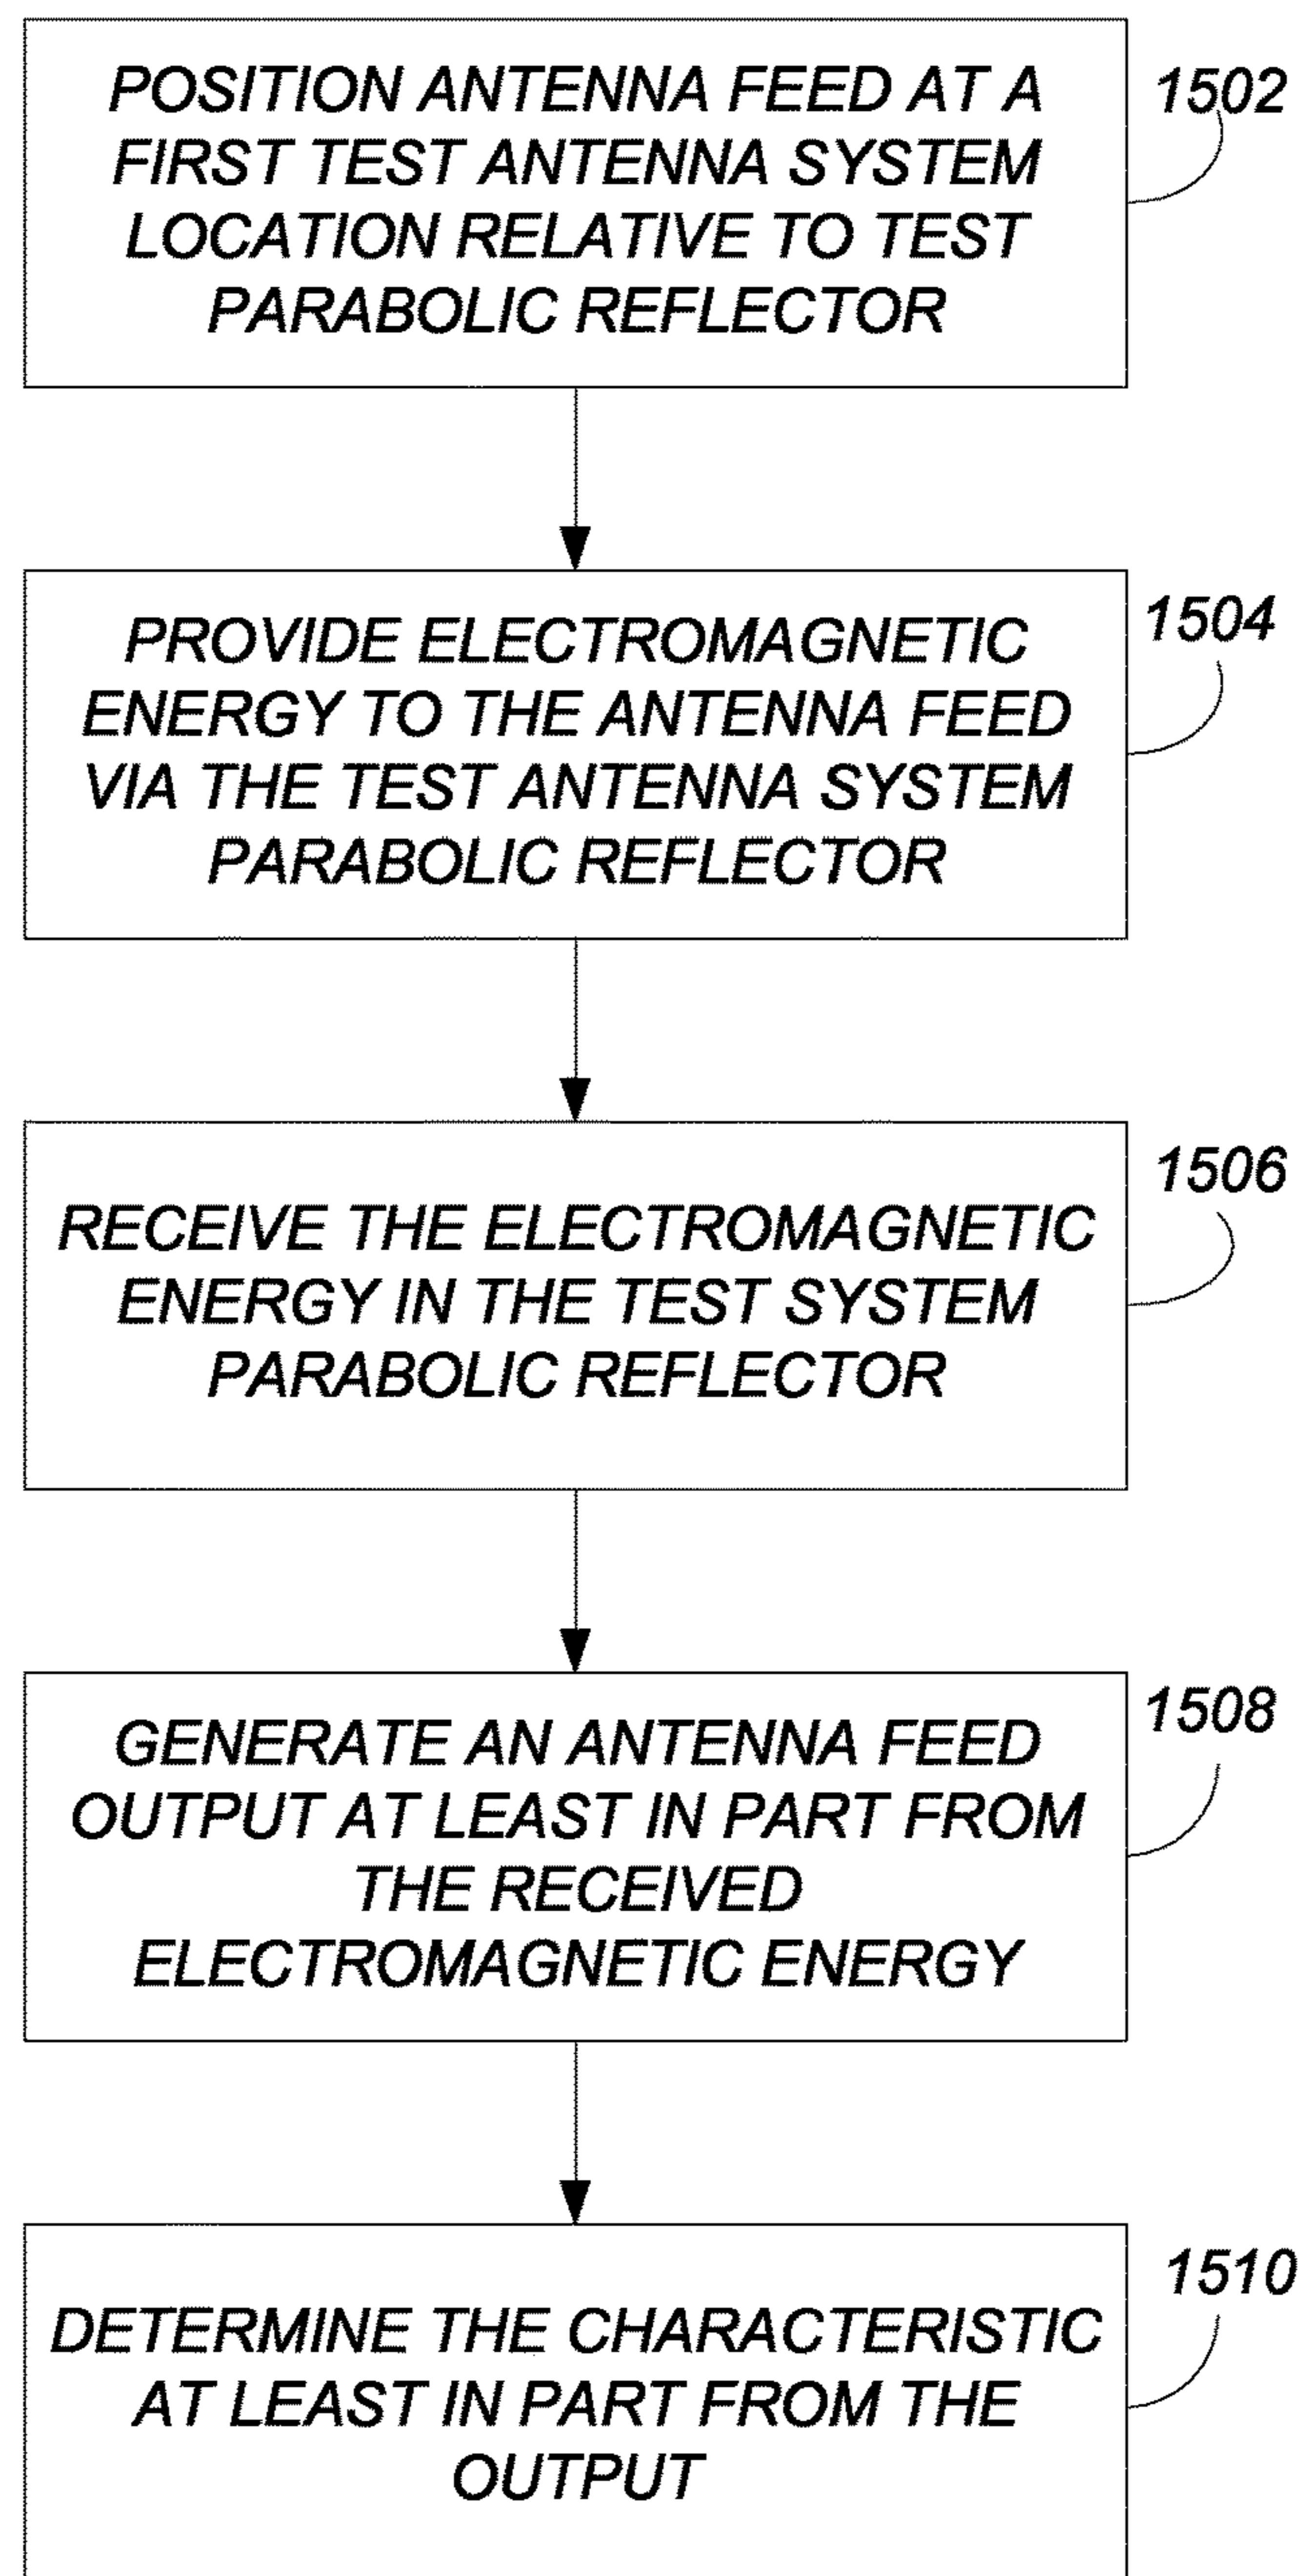 POSITION ANTENNA FEED AT A
FIRST TEST ANTENNA SYSTEM
LOCATION RELATIVE TO TEST
PARABOLIC REFLECTOR
1502
PROVIDE ELECTROMAGNETIC
ENERGY TO THE ANTENNA FEED
VIA THE TEST ANTENNA SYSTEM
PARABOLIC REFLECTOR
1504
RECEIVE THE ELECTROMAGNETIC
ENERGY IN THE TEST SYSTEM
PARABOLIC REFLECTOR
1506
GENERATE AN ANTENNA FEED
OUTPUT AT LEAST IN PART FROM
THE RECEIVED
ELECTROMAGNETIC ENERGY
1508
DETERMINE THE CHARACTERISTIC
AT LEAST IN PART FROM THE
OUTPUT
1510